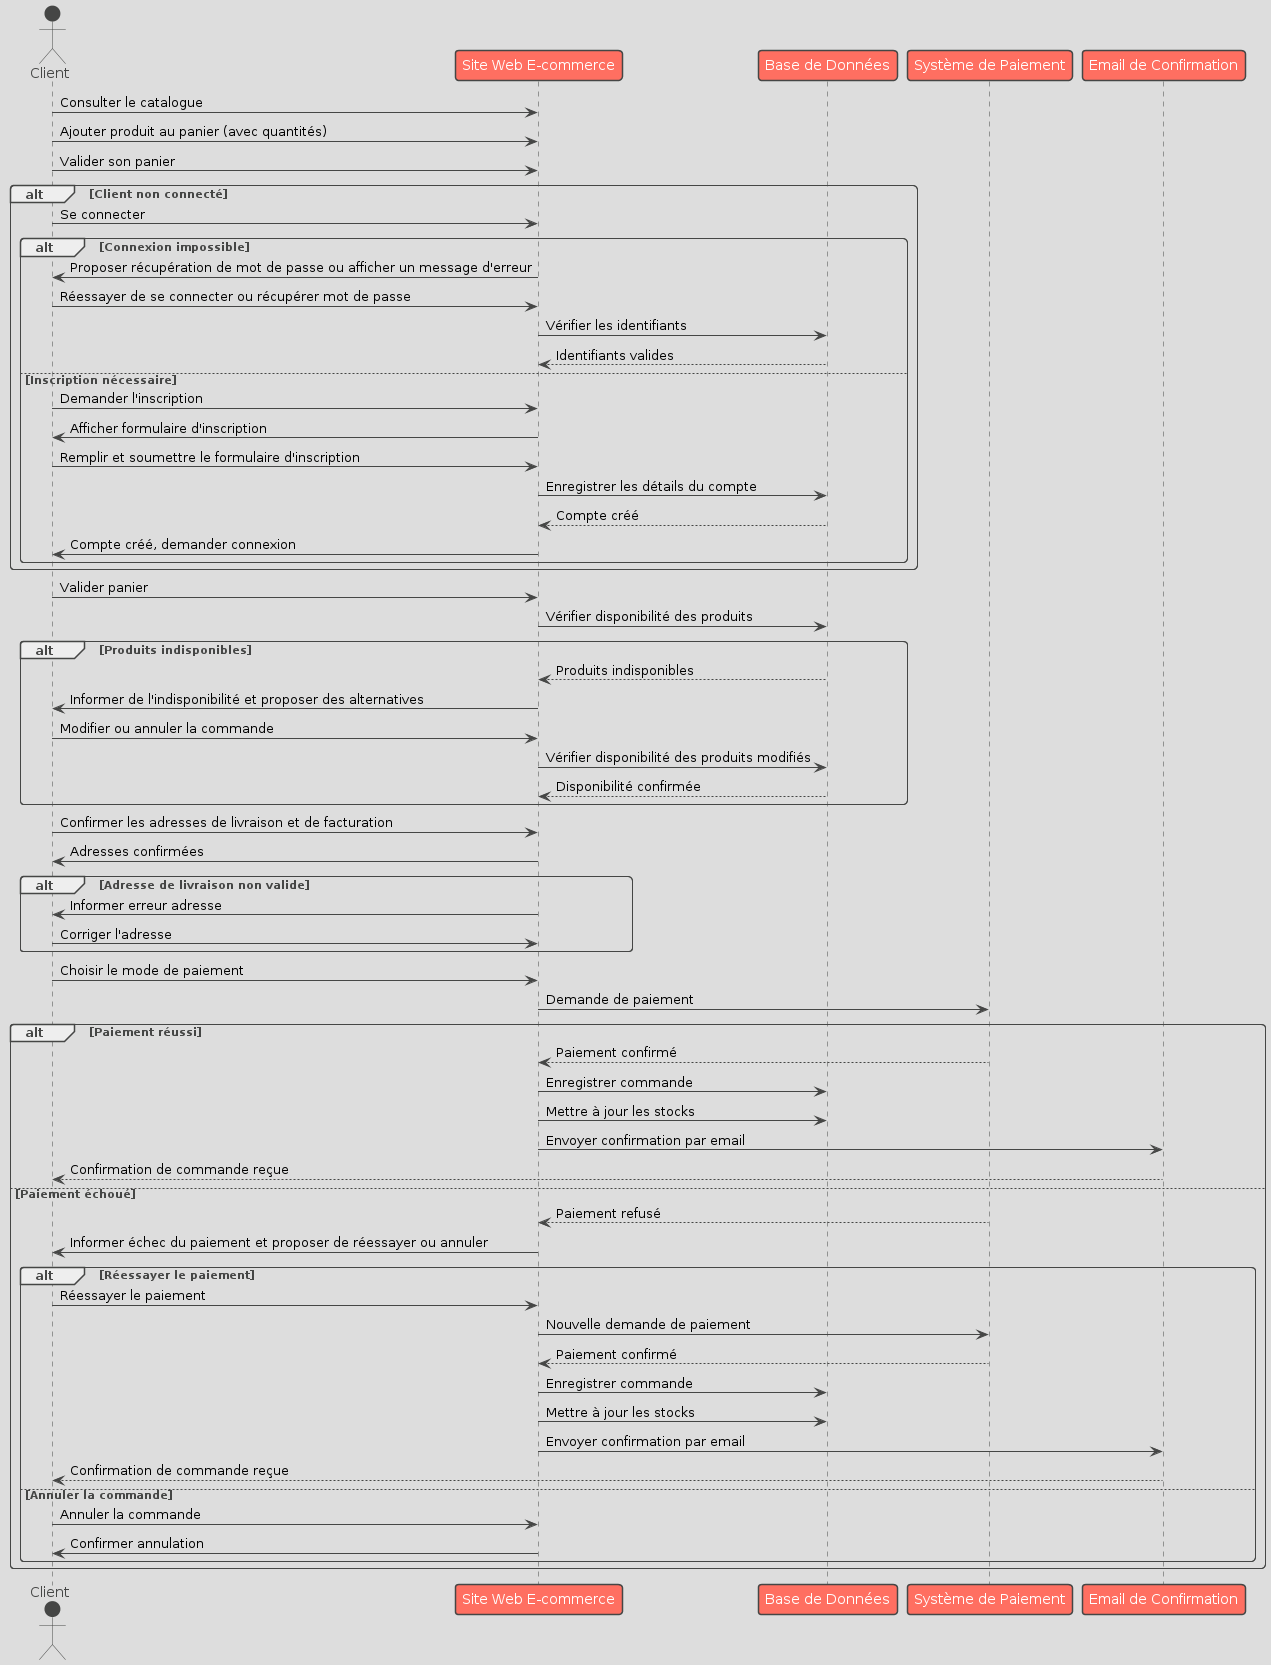 Client
Site Web E-commerce
Base de Données
Système de Paiement
Email de Confirmation
Consulter le catalogue
Ajouter produit au panier (avec quantités)
Valider son panier
alt
[Client non connecté]
Se connecter
alt
[Connexion impossible]
Proposer récupération de mot de passe ou afficher un message d'erreur
Réessayer de se connecter ou récupérer mot de passe
Vérifier les identifiants
Identifiants valides
[Inscription nécessaire]
Demander l'inscription
Afficher formulaire d'inscription
Remplir et soumettre le formulaire d'inscription
Enregistrer les détails du compte
Compte créé
Compte créé, demander connexion
Valider panier
Vérifier disponibilité des produits
alt
[Produits indisponibles]
Produits indisponibles
Informer de l'indisponibilité et proposer des alternatives
Modifier ou annuler la commande
Vérifier disponibilité des produits modifiés
Disponibilité confirmée
Confirmer les adresses de livraison et de facturation
Adresses confirmées
alt
[Adresse de livraison non valide]
Informer erreur adresse
Corriger l'adresse
Choisir le mode de paiement
Demande de paiement
alt
[Paiement réussi]
Paiement confirmé
Enregistrer commande
Mettre à jour les stocks
Envoyer confirmation par email
Confirmation de commande reçue
[Paiement échoué]
Paiement refusé
Informer échec du paiement et proposer de réessayer ou annuler
alt
[Réessayer le paiement]
Réessayer le paiement
Nouvelle demande de paiement
Paiement confirmé
Enregistrer commande
Mettre à jour les stocks
Envoyer confirmation par email
Confirmation de commande reçue
[Annuler la commande]
Annuler la commande
Confirmer annulation
Client
Site Web E-commerce
Base de Données
Système de Paiement
Email de Confirmation